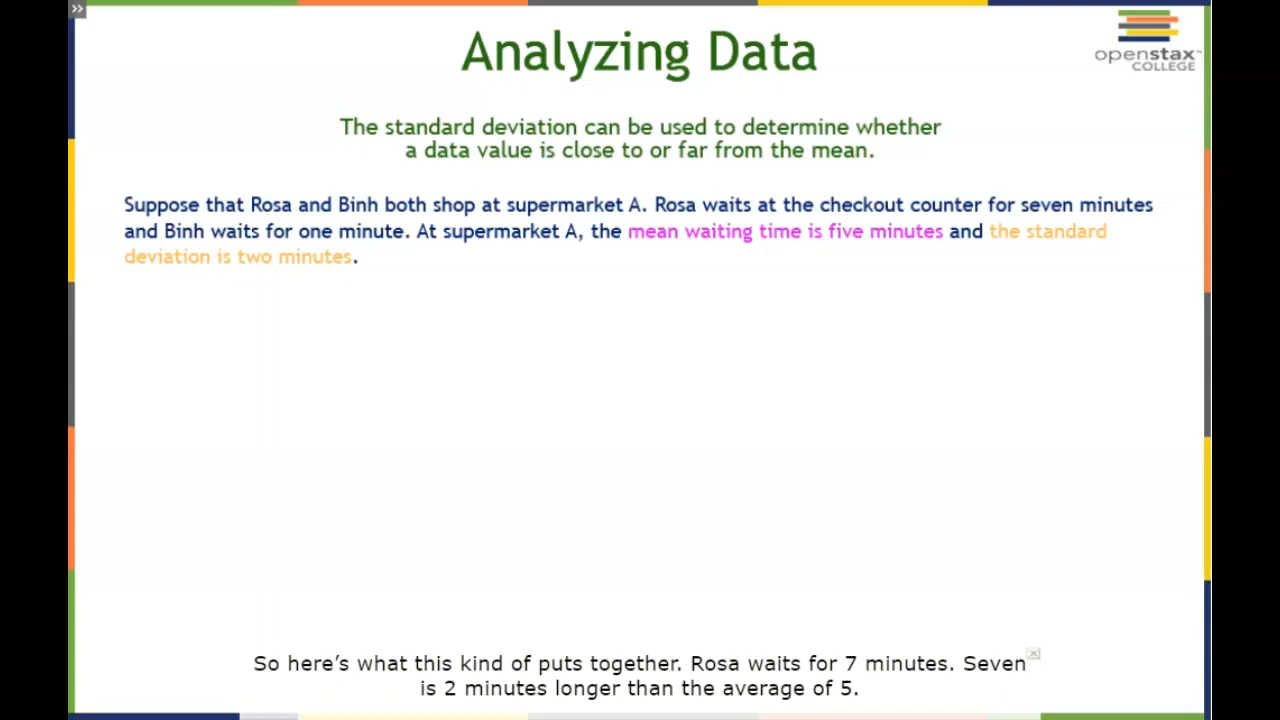 >>
Analyzing Data
openstax™
COLLEGE
The standard deviation can be used to determine whether
a data value is close to or far from the mean.
Suppose that Rosa and Binh both shop at supermarket A. Rosa waits at the checkout counter for seven minutes
and Binh waits for one minute. At supermarket A, the mean waiting time is five minutes and the standard
deviation is two minutes.
So here’s what this kind of puts together. Rosa waits for 7 minutes. Seven
is 2 minutes longer than the average of 5.